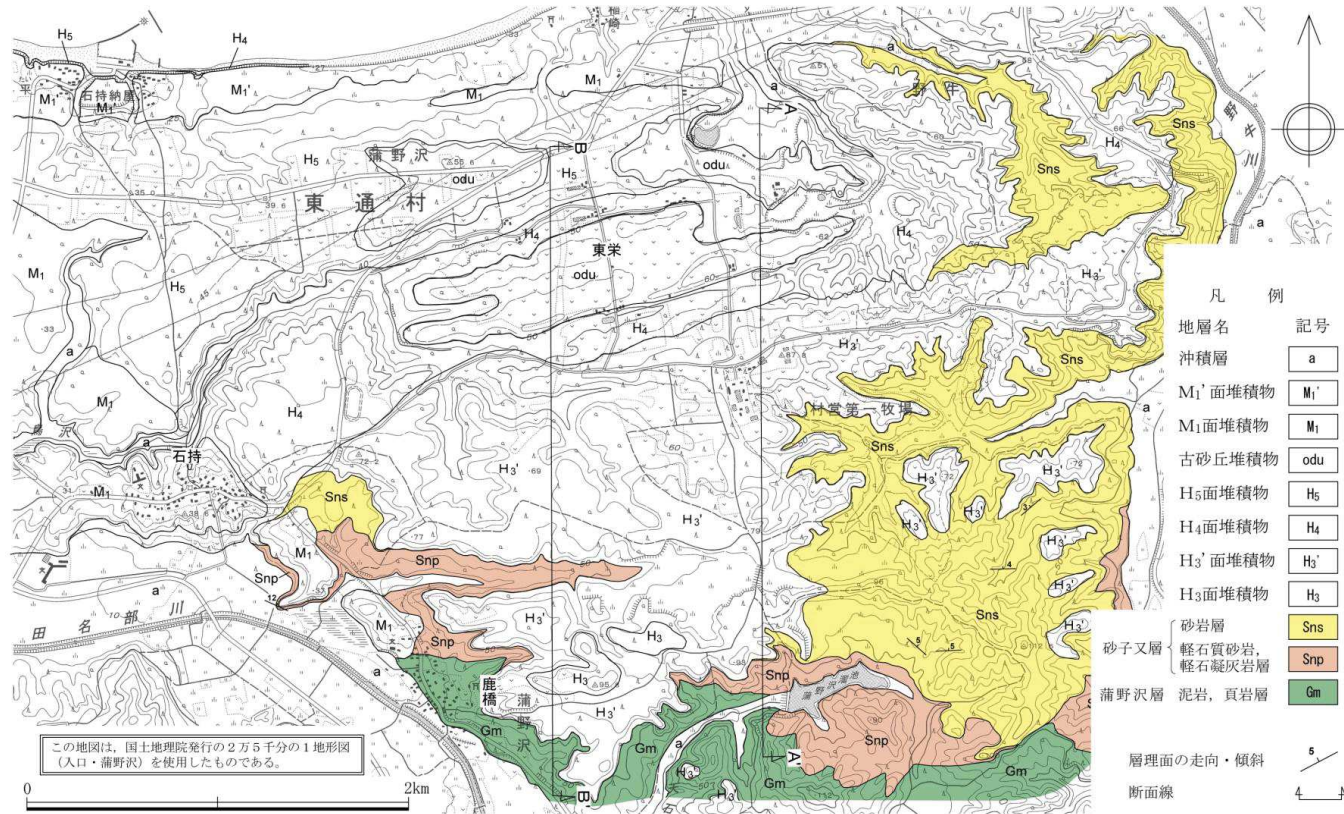 H₅
H₄
稲崎
M₁
石持納屋
M₁'
M₁'
M₁
M₁
a
a
野牛
野牛川
A
Sns
H₄
Sns
H₅
蒲野沢
odu
B
H₅
odu
東通村
39.6
H₄
東栄
H₄
odu
M₁
H₅
H₄
H₃'
a
H₃'
Sns
M₁
H₄
村営第一牧場
a
Sns
a
石持
H₃'
H₃'
M₁
Sns
H₃'
H₃'
H₃'
M₁
Snp
H₃'
Snp
H₃'
a
12
Sns
H₃'
田名部川
M₁
Snp
H₃
H₃
Snp
蒲野沢溜池
a
鹿橋
蒲野沢
H₃'
Gm
Gm
a
Snp
A'
H₃
Gm
Gm
H₃
B'
この地図は，国土地理院発行の２万５千分の１地形図
（入口・蒲野沢）を使用したものである。
0 2km
凡 例
地層名 記号
沖積層 a
M₁'面堆積物 M₁'
M₁面堆積物 M₁
古砂丘堆積物 odu
H₅面堆積物 H₅
H₄面堆積物 H₄
H₃'面堆積物 H₃'
H₃面堆積物 H₃
砂子又層 砂岩層 Sns
軽石質砂岩，
軽石凝灰岩層 Snp
蒲野沢層 泥岩，頁岩層 Gm
層理面の走向・傾斜 5
断面線